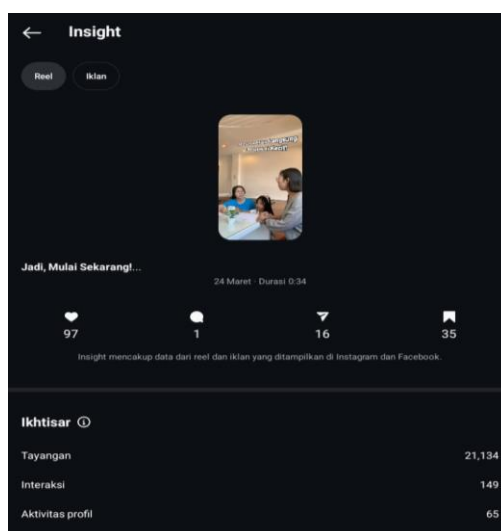 Insight
Reel Iklan
Jadi, Mulai Sekarang!...
24 Maret · Durasi 0:34
97 1 16 35
Insight mencakup data dari reel dan iklan yang ditampilkan di Instagram dan Facebook.
Ikhtisar
Tayangan 21,134
Interaksi 149
Aktivitas profil 65